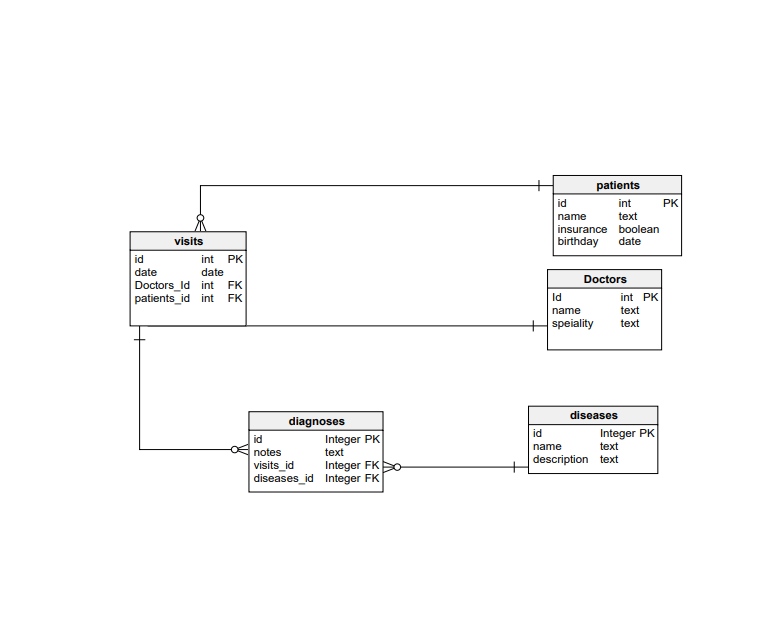 patients
id int PK
name text
insurance boolean
birthday date
visits
id int PK
date date
Doctors_Id int FK
patients_id int FK
Doctors
Id int PK
name text
speiality text
diagnoses
id Integer PK
notes text
visits_id Integer FK
diseases_id Integer FK
diseases
id Integer PK
name text
description text